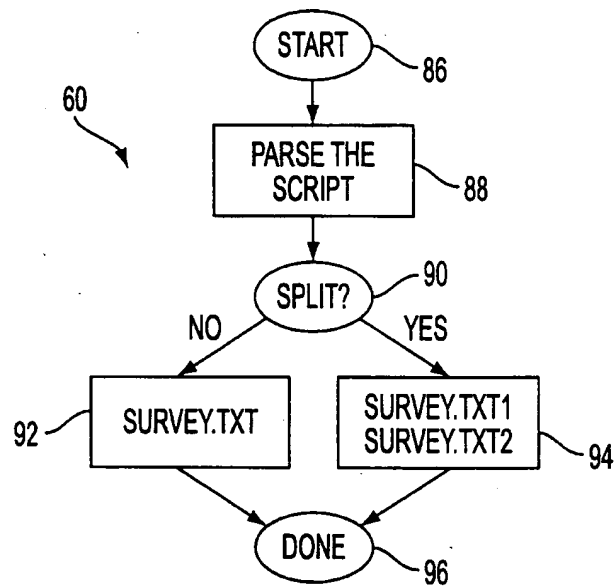 START
86
60
PARSE THE
SCRIPT
88
SPLIT?
90
NO
YES
SURVEY.TXT
92
SURVEY.TXT1
SURVEY.TXT2
94
DONE
96